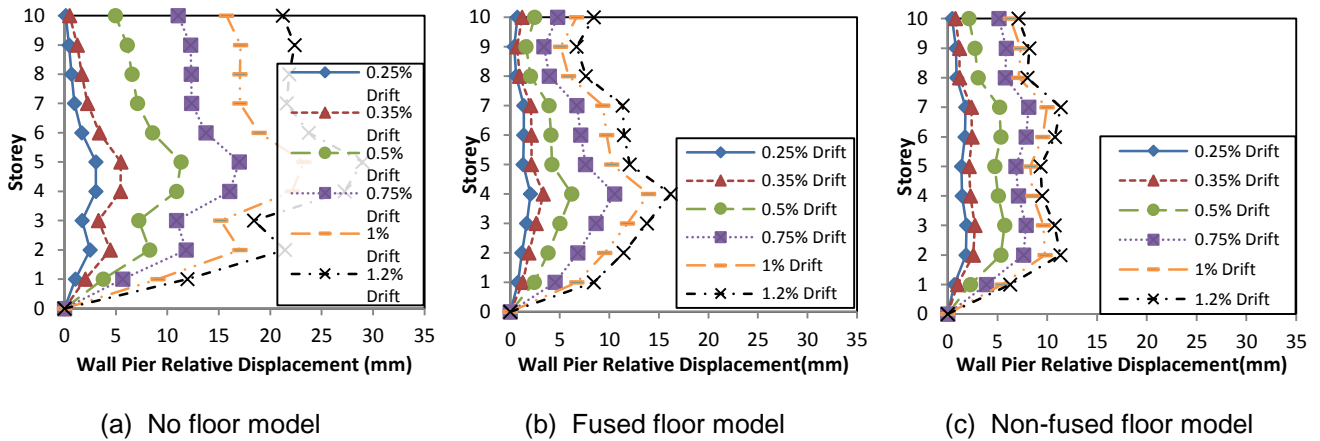 10
9
8
7
6
5
4
3
2
1
0
Storey
0.25%
Drift
0.35%
Drift
0.5%
Drift
0.75%
Drift
1%
Drift
1.2%
Drift
0 5 10 15 20 25 30 35
Wall Pier Relative Displacement (mm)
(a) No floor model
10
9
8
7
6
5
4
3
2
1
0
Storey
0.25% Drift
0.35% Drift
0.5% Drift
0.75% Drift
1% Drift
1.2% Drift
0 5 10 15 20 25 30 35
Wall Pier Relative Displacement(mm)
(b) Fused floor model
10
9
8
7
6
5
4
3
2
1
0
Storey
0.25% Drift
0.35% Drift
0.5% Drift
0.75% Drift
1% Drift
1.2% Drift
0 5 10 15 20 25 30 35
Wall Pier Relative Displacement(mm)
(c) Non-fused floor model